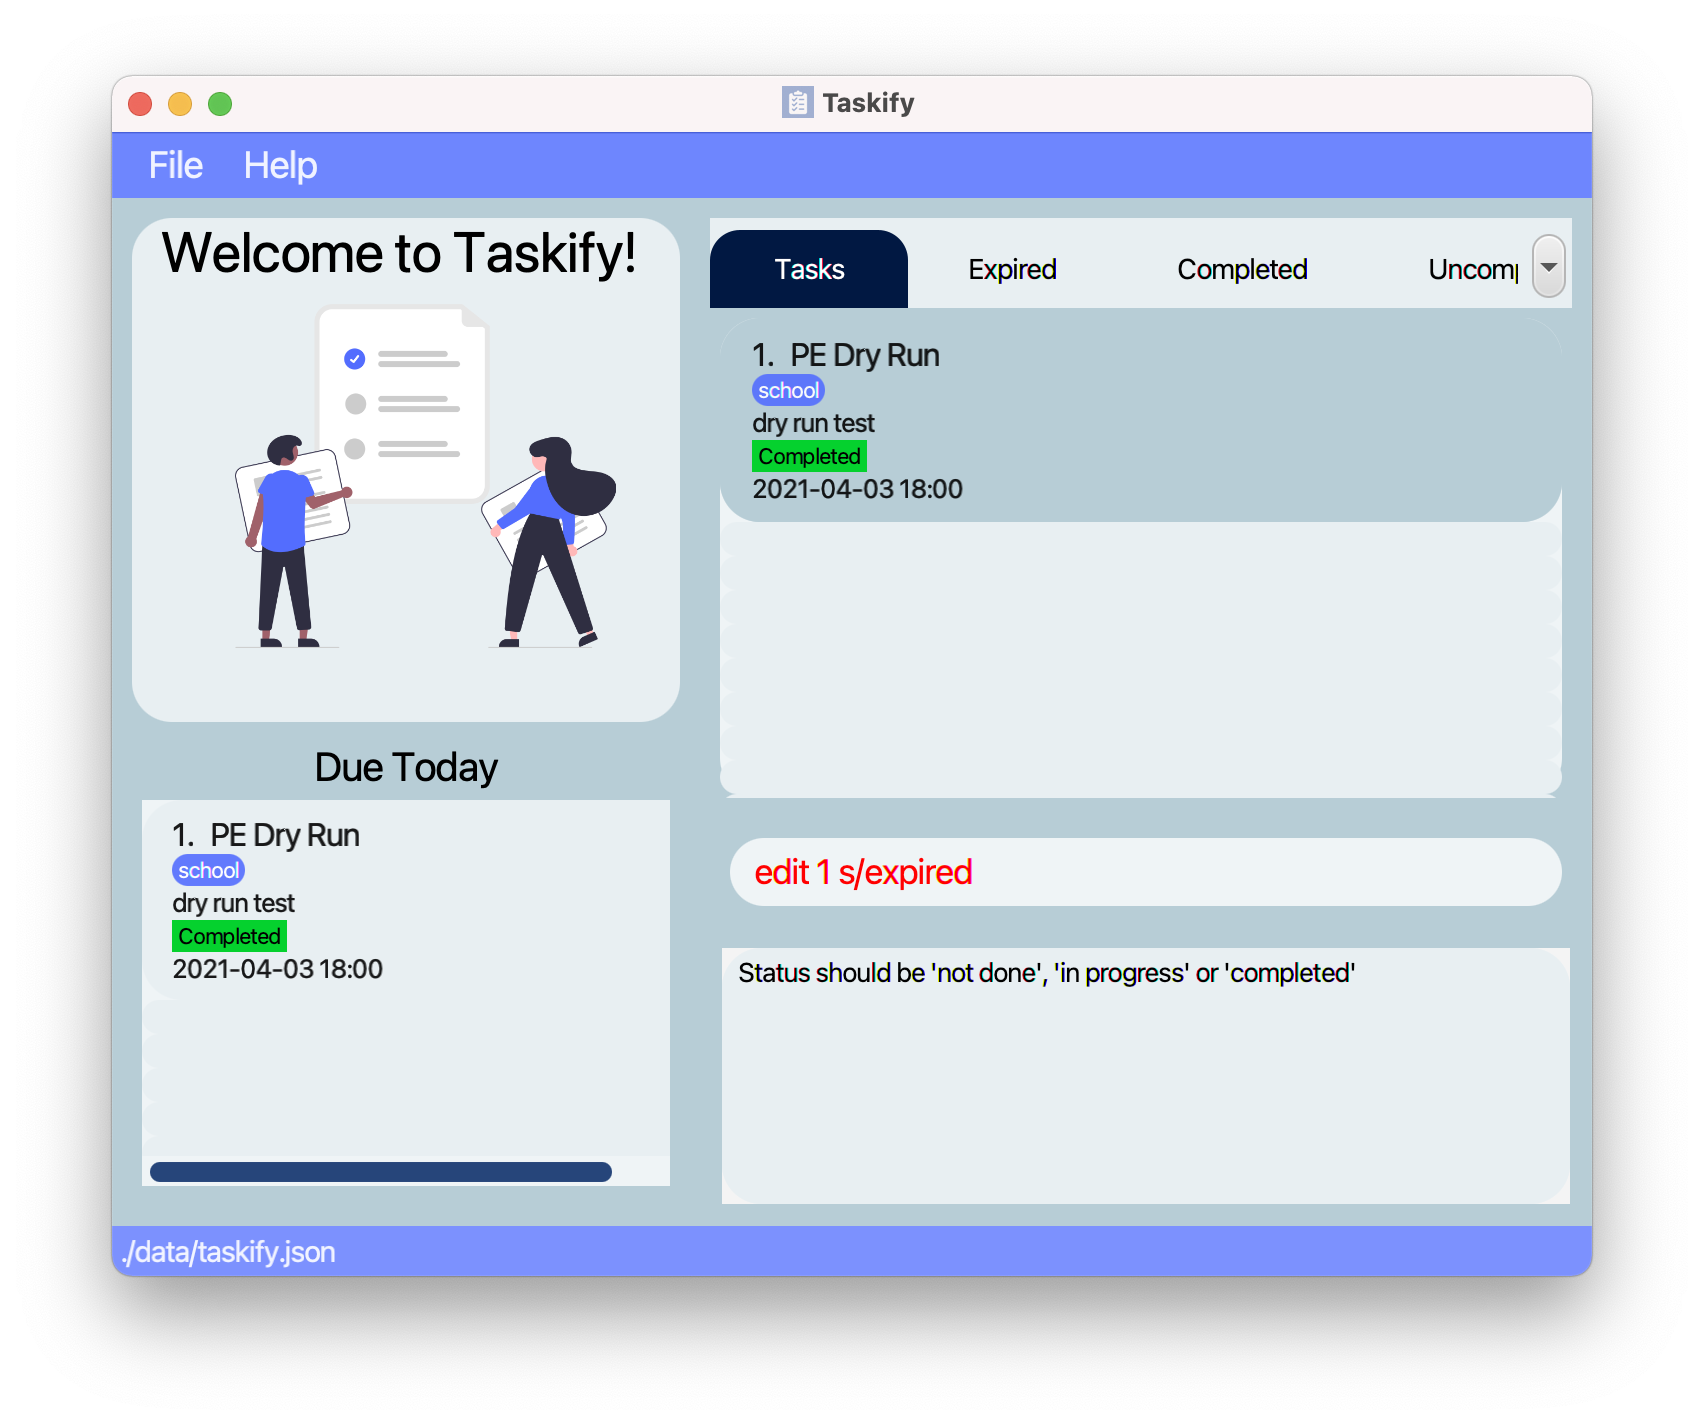 Taskify
File Help
Welcome to Taskify!
Due Today
1. PE Dry Run
school
dry run test
Completed
2021-04-03 18:00
Tasks Expired Completed Uncomp
1. PE Dry Run
school
dry run test
Completed
2021-04-03 18:00
edit 1 s/expired
Status should be 'not done', 'in progress' or 'completed'
./data/taskify.json